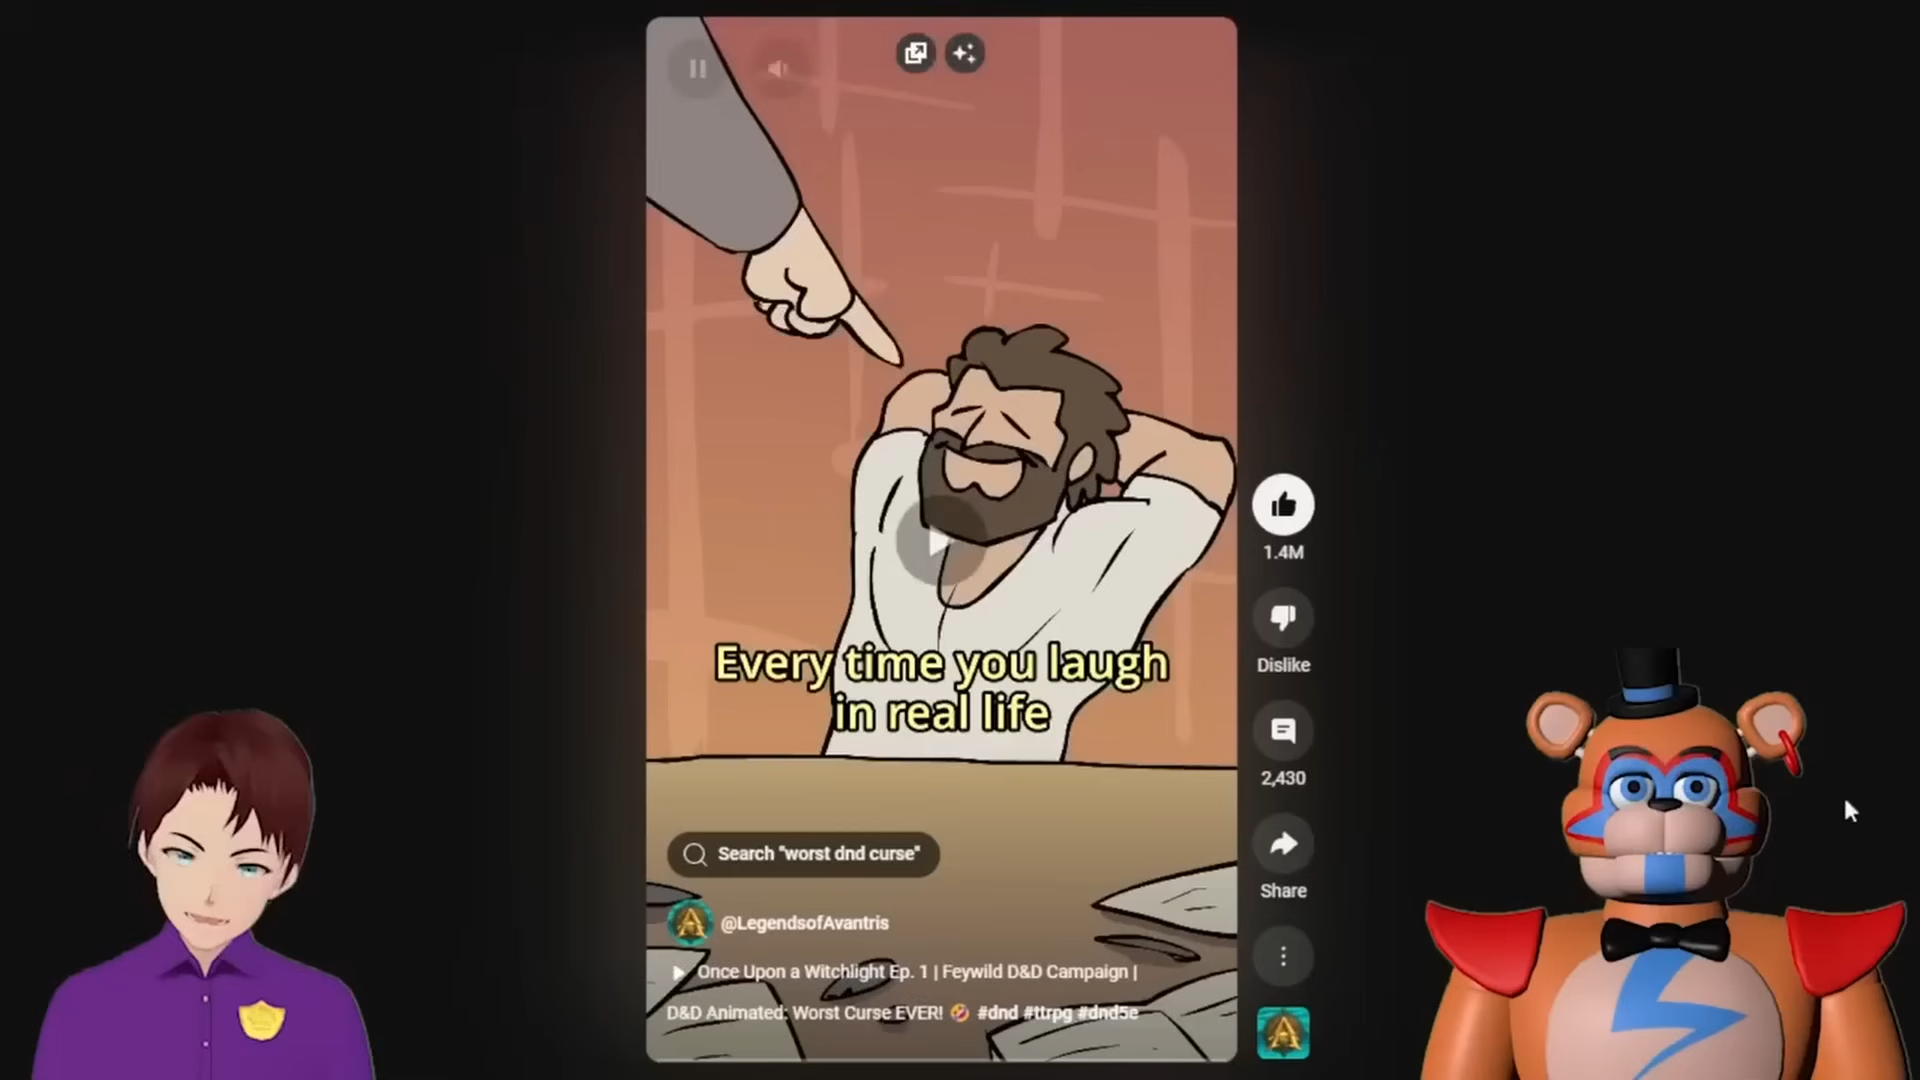 Every time you laugh
in real life
1.4M
Dislike
2,430
Share
Search "worst dnd curse"
@LegendsofAvantris
Once Upon a Witchlight Ep. 1 | Feywild D&D Campaign |
D&D Animated: Worst Curse EVER! 🤣 #dnd #ttrpg #dnd5e